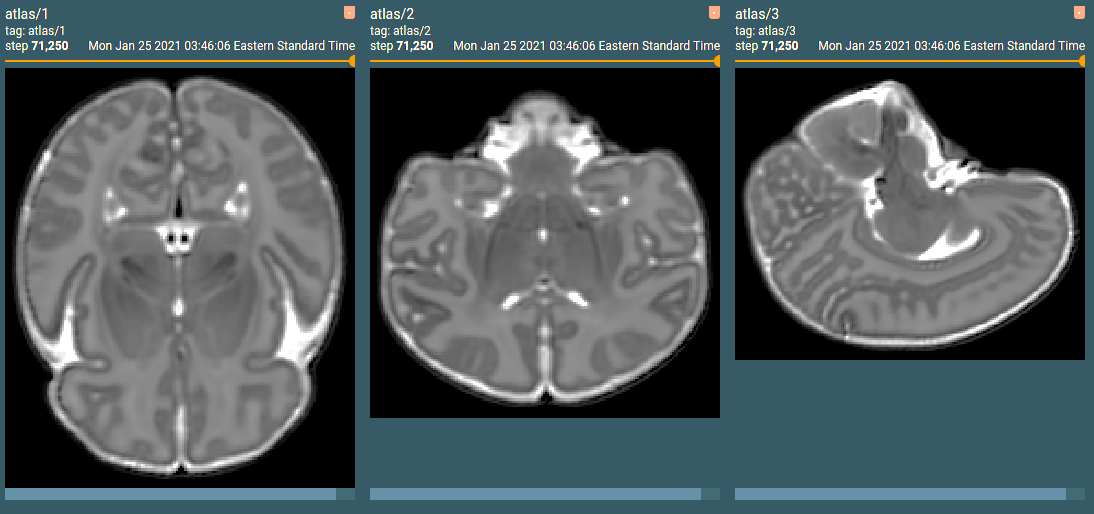 atlas/1
tag: atlas/1
step 71,250 Mon Jan 25 2021 03:46:06 Eastern Standard Time
atlas/2
tag: atlas/2
step 71,250 Mon Jan 25 2021 03:46:06 Eastern Standard Time
atlas/3
tag: atlas/3
step 71,250 Mon Jan 25 2021 03:46:06 Eastern Standard Time